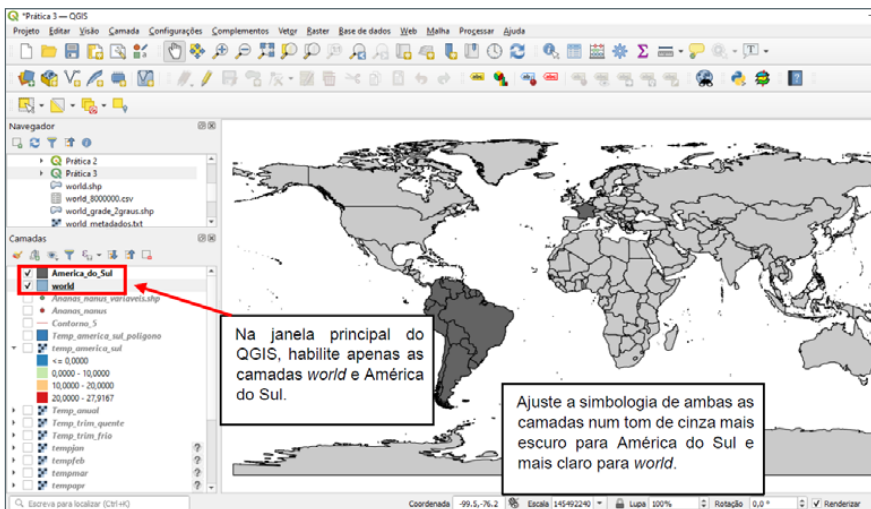 *Prática 3 — QGIS
Projeto Editar Visão Camada Configurações Complementos Vetor Raster Base de dados Web Malha Processar Ajuda
Navegador
Prática 2
Prática 3
world.shp
world_8000000.csv
world_grade_2graus.shp
world metadados.txt
Camadas
America_do_Sul
world
Ananas_nanus_variaveis.shp
Ananas_nanus
Contorno_5
Temp_america_sul_poligono
temp_america_sul
<= 0,0000
0,0000 - 10,0000
10,0000 - 20,0000
20,0000 - 27,9167
Temp_anual
Temp_trim_quente
Temp_trim_frio
tempjan
?
tempfeb
?
tempmar
?
tempapr
?
Na janela principal do
QGIS, habilite apenas as
camadas world e América
do Sul.
Ajuste a simbologia de ambas as
camadas num tom de cinza mais
escuro para América do Sul e
mais claro para world.
Escreva para localizar (Ctrl+K)
Coordenada -99.5,-76.2 Escala 145492240 Lupa 100% Rotação 0,0 ° Renderizar